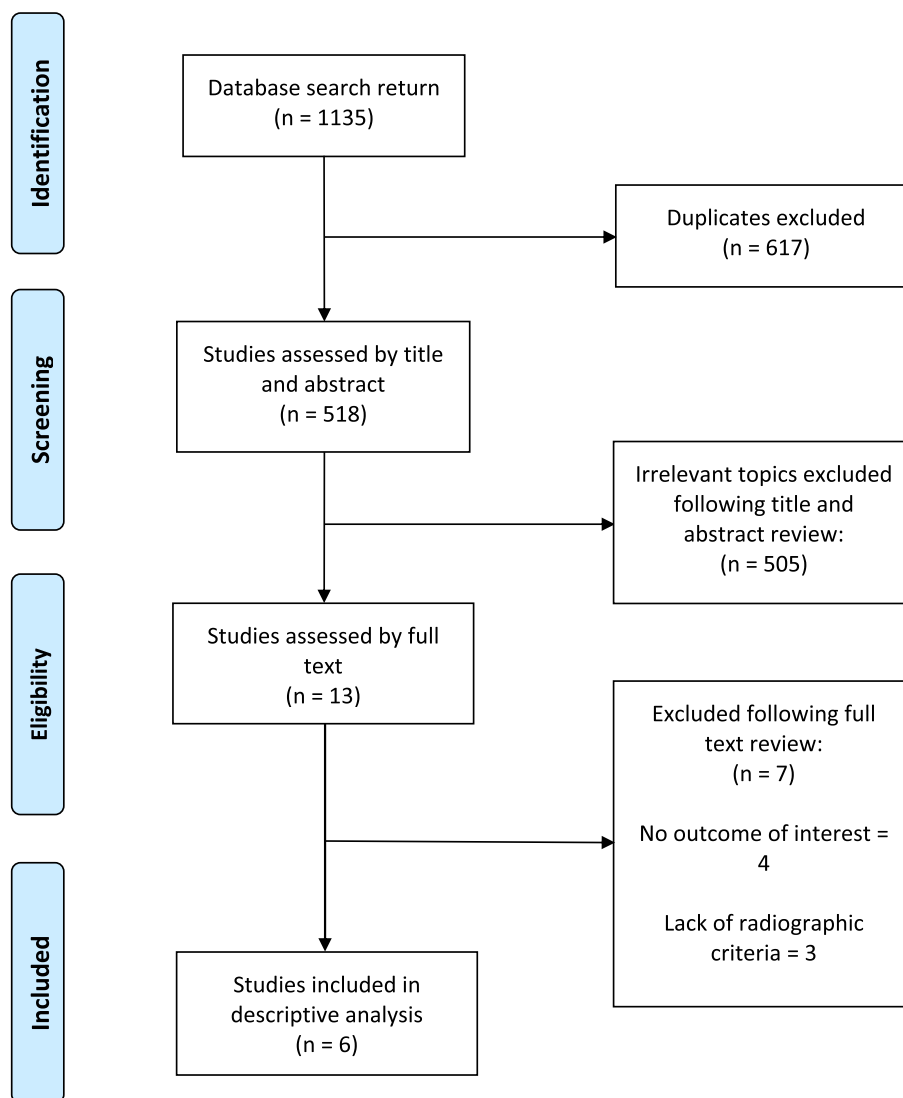 Identification
Database search return
(n = 1135)
Duplicates excluded
(n = 617)
Screening
Studies assessed by title
and abstract
(n = 518)
Irrelevant topics excluded
following title and
abstract review:
(n = 505)
Eligibility
Studies assessed by full
text
(n = 13)
Excluded following full
text review:
(n = 7)
No outcome of interest =
4
Lack of radiographic
criteria = 3
Included
Studies included in
descriptive analysis
(n = 6)